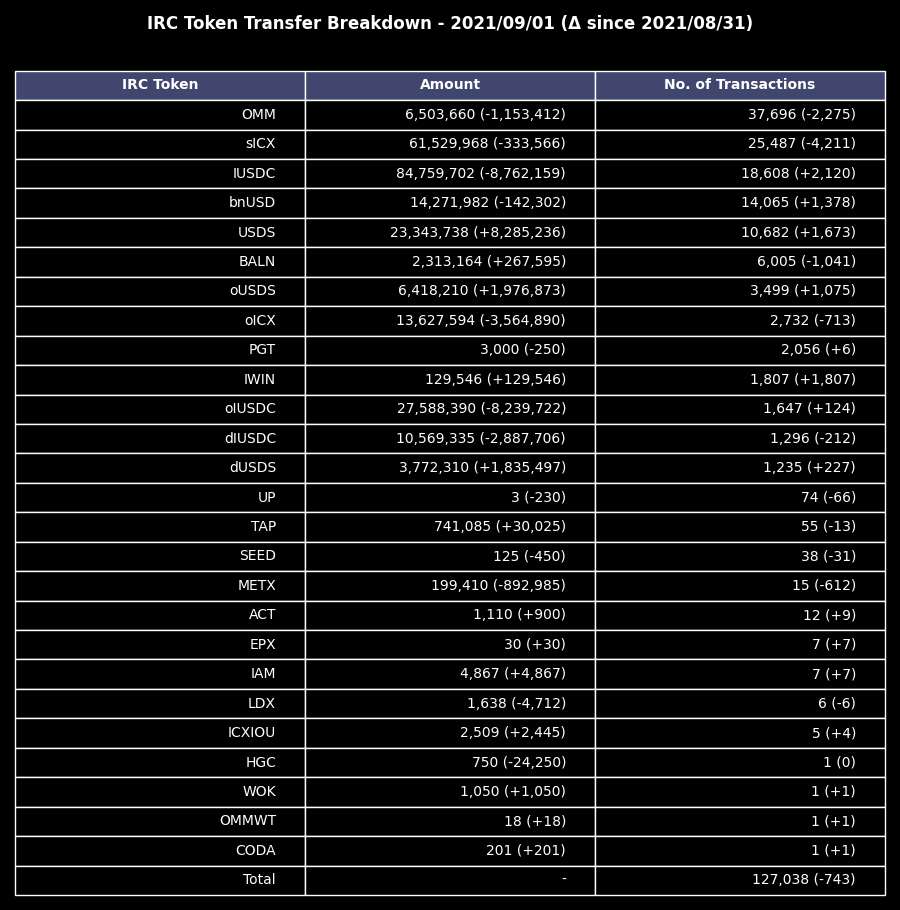 IRC Token Transfer Breakdown - 2021/09/01 (Δ since 2021/08/31)
IRC Token Amount No. of Transactions
OMM 6,503,660 (-1,153,412) 37,696 (-2,275)
sICX 61,529,968 (-333,566) 25,487 (-4,211)
IUSDC 84,759,702 (-8,762,159) 18,608 (+2,120)
bnUSD 14,271,982 (-142,302) 14,065 (+1,378)
USDS 23,343,738 (+8,285,236) 10,682 (+1,673)
BALN 2,313,164 (+267,595) 6,005 (-1,041)
oUSDS 6,418,210 (+1,976,873) 3,499 (+1,075)
oICX 13,627,594 (-3,564,890) 2,732 (-713)
PGT 3,000 (-250) 2,056 (+6)
IWIN 129,546 (+129,546) 1,807 (+1,807)
oIUSDC 27,588,390 (-8,239,722) 1,647 (+124)
dIUSDC 10,569,335 (-2,887,706) 1,296 (-212)
dUSDS 3,772,310 (+1,835,497) 1,235 (+227)
UP 3 (-230) 74 (-66)
TAP 741,085 (+30,025) 55 (-13)
SEED 125 (-450) 38 (-31)
METX 199,410 (-892,985) 15 (-612)
ACT 1,110 (+900) 12 (+9)
EPX 30 (+30) 7 (+7)
IAM 4,867 (+4,867) 7 (+7)
LDX 1,638 (-4,712) 6 (-6)
ICXIOU 2,509 (+2,445) 5 (+4)
HGC 750 (-24,250) 1 (0)
WOK 1,050 (+1,050) 1 (+1)
OMMWT 18 (+18) 1 (+1)
CODA 201 (+201) 1 (+1)
Total - 127,038 (-743)